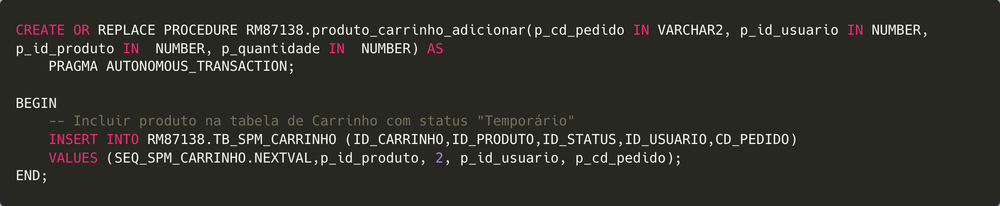 CREATE OR REPLACE PROCEDURE RM87138.produto_carrinho_adicionar(p_cd_pedido IN VARCHAR2, p_id_usuario IN NUMBER,
p_id_produto IN  NUMBER, p_quantidade IN  NUMBER) AS
    PRAGMA AUTONOMOUS_TRANSACTION;

BEGIN
    -- Incluir produto na tabela de Carrinho com status "Temporário"
    INSERT INTO RM87138.TB_SPM_CARRINHO (ID_CARRINHO,ID_PRODUTO,ID_STATUS,ID_USUARIO,CD_PEDIDO)
    VALUES (SEQ_SPM_CARRINHO.NEXTVAL,p_id_produto, 2, p_id_usuario, p_cd_pedido);
END;